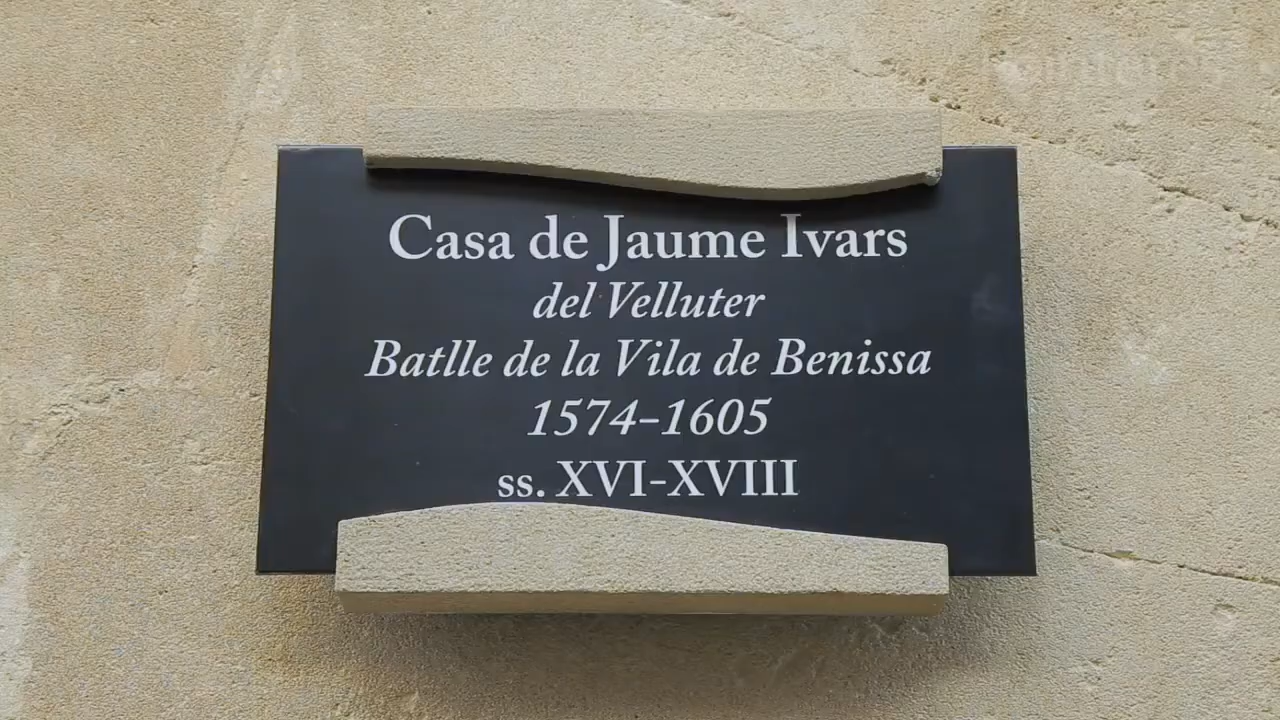 Casa de Jaume Ivars
del Velluter
Batlle de la Vila de Benissa
1574-1605
ss. XVI-XVIII